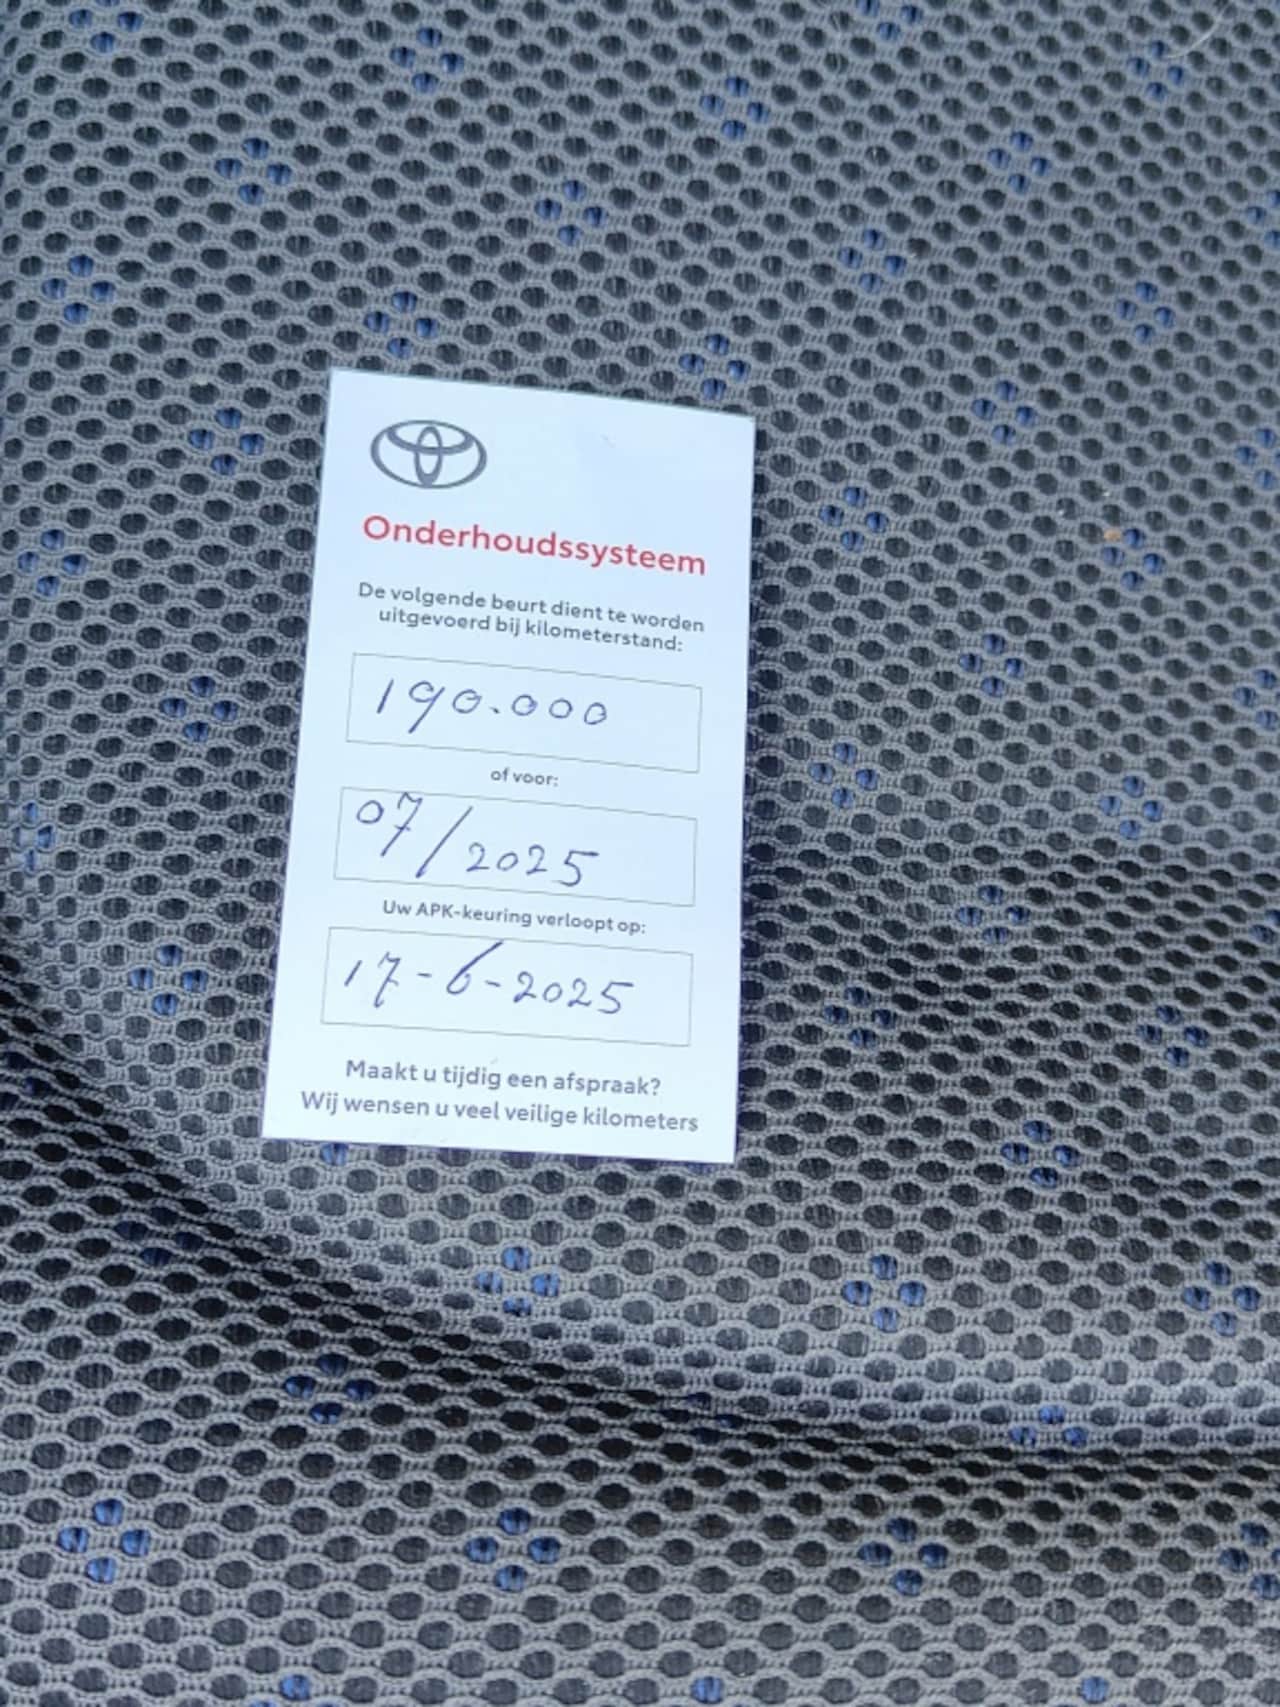 Onderhoudssysteem
De volgende beurt dient te worden
uitgevoerd bij kilometerstand:
190.000
of voor:
07/2025
Uw APK-keuring verloopt op:
17-6-2025
Maakt u tijdig een afspraak?
Wij wensen u veel veilige kilometers